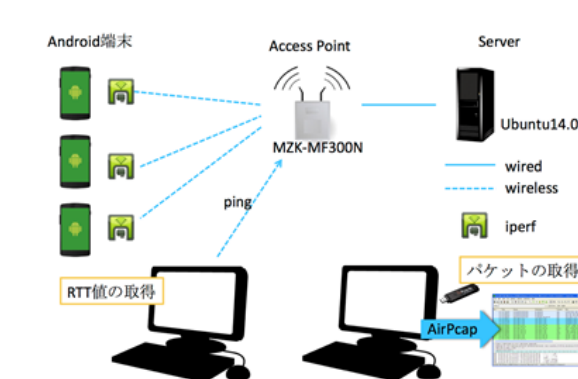 Android端末
Access Point
Server
MZK-MF300N
Ubuntu14.0
wired
wireless
ping
iperf
RTT値の取得
パケットの取得
AirPcap